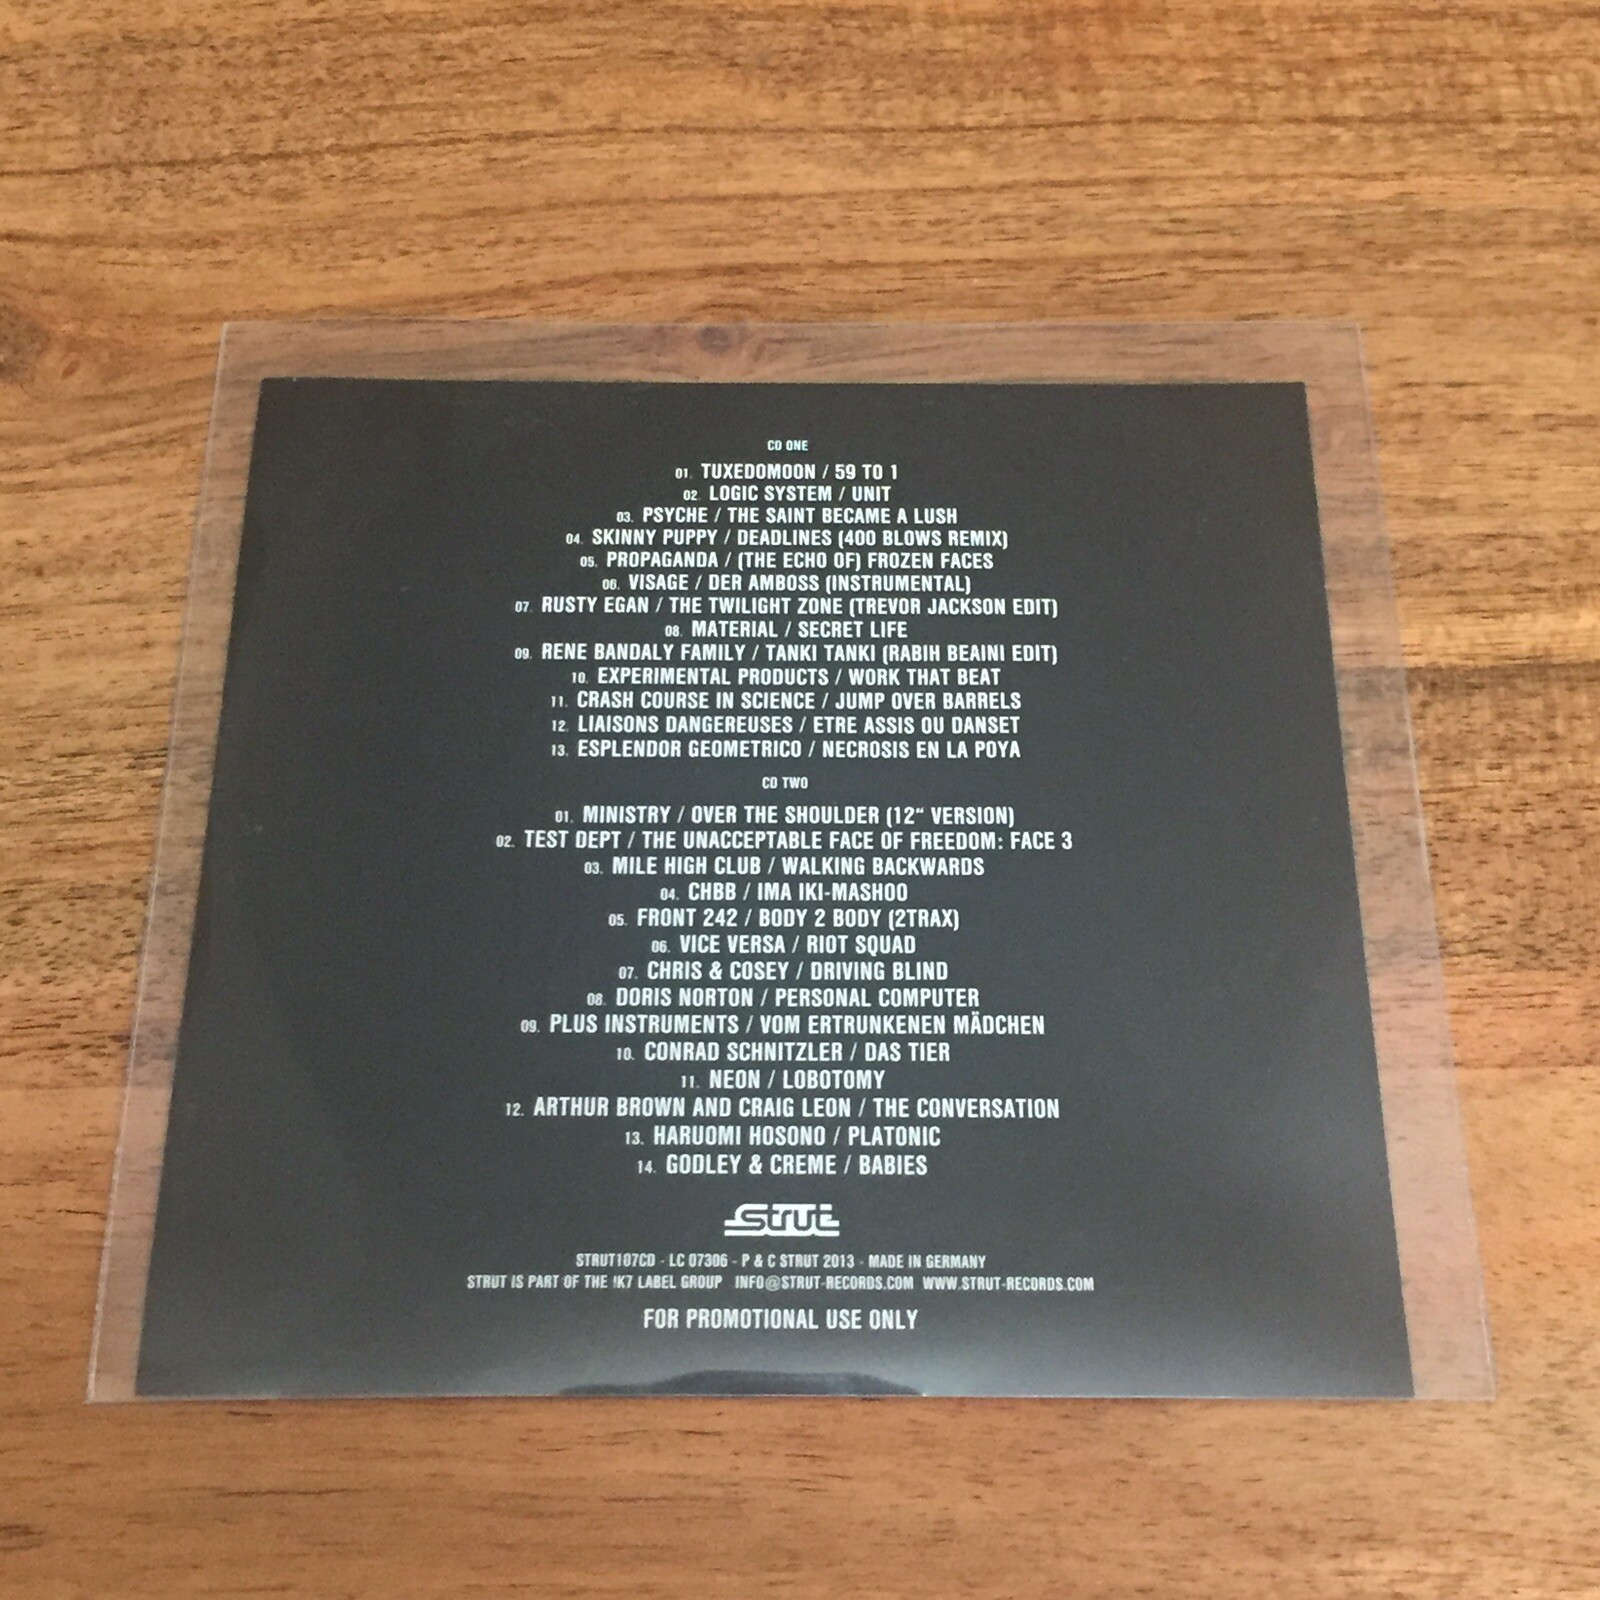 CD ONE
01. TUXEDOMOON / 59 TO 1
02. LOGIC SYSTEM / UNIT
03. PSYCHE / THE SAINT BECAME A LUSH
04. SKINNY PUPPY / DEADLINES (400 BLOWS REMIX)
05. PROPAGANDA / (THE ECHO OF) FROZEN FACES
06. VISAGE / DER AMBOSS (INSTRUMENTAL)
07. RUSTY EGAN / THE TWILIGHT ZONE (TREVOR JACKSON EDIT)
08. MATERIAL / SECRET LIFE
09. RENE BANDALY FAMILY / TANKI TANKI (RABIH BEAINI EDIT)
10. EXPERIMENTAL PRODUCTS / WORK THAT BEAT
11. CRASH COURSE IN SCIENCE / JUMP OVER BARRELS
12. LIAISONS DANGEREUSES / ETRE ASSIS OU DANSET
13. ESPLENDOR GEOMETRICO / NECROSIS EN LA POYA
CD TWO
01. MINISTRY / OVER THE SHOULDER (12“ VERSION)
02. TEST DEPT / THE UNACCEPTABLE FACE OF FREEDOM: FACE 3
03. MILE HIGH CLUB / WALKING BACKWARDS
04. CHBB / IMA IKI-MASHOO
05. FRONT 242 / BODY 2 BODY (2TRAX)
06. VICE VERSA / RIOT SQUAD
07. CHRIS & COSEY / DRIVING BLIND
08. DORIS NORTON / PERSONAL COMPUTER
09. PLUS INSTRUMENTS / VOM ERTRUNKENEN MÄDCHEN
10. CONRAD SCHNITZLER / DAS TIER
11. NEON / LOBOTOMY
12. ARTHUR BROWN AND CRAIG LEON / THE CONVERSATION
13. HARUOMI HOSONO / PLATONIC
14. GODLEY & CREME / BABIES
Strut
STRUT107CD - LC 07306 - P & C STRUT 2013 - MADE IN GERMANY
STRUT IS PART OF THE !K7 LABEL GROUP INFO@STRUT-RECORDS.COM WWW.STRUT-RECORDS.COM
FOR PROMOTIONAL USE ONLY